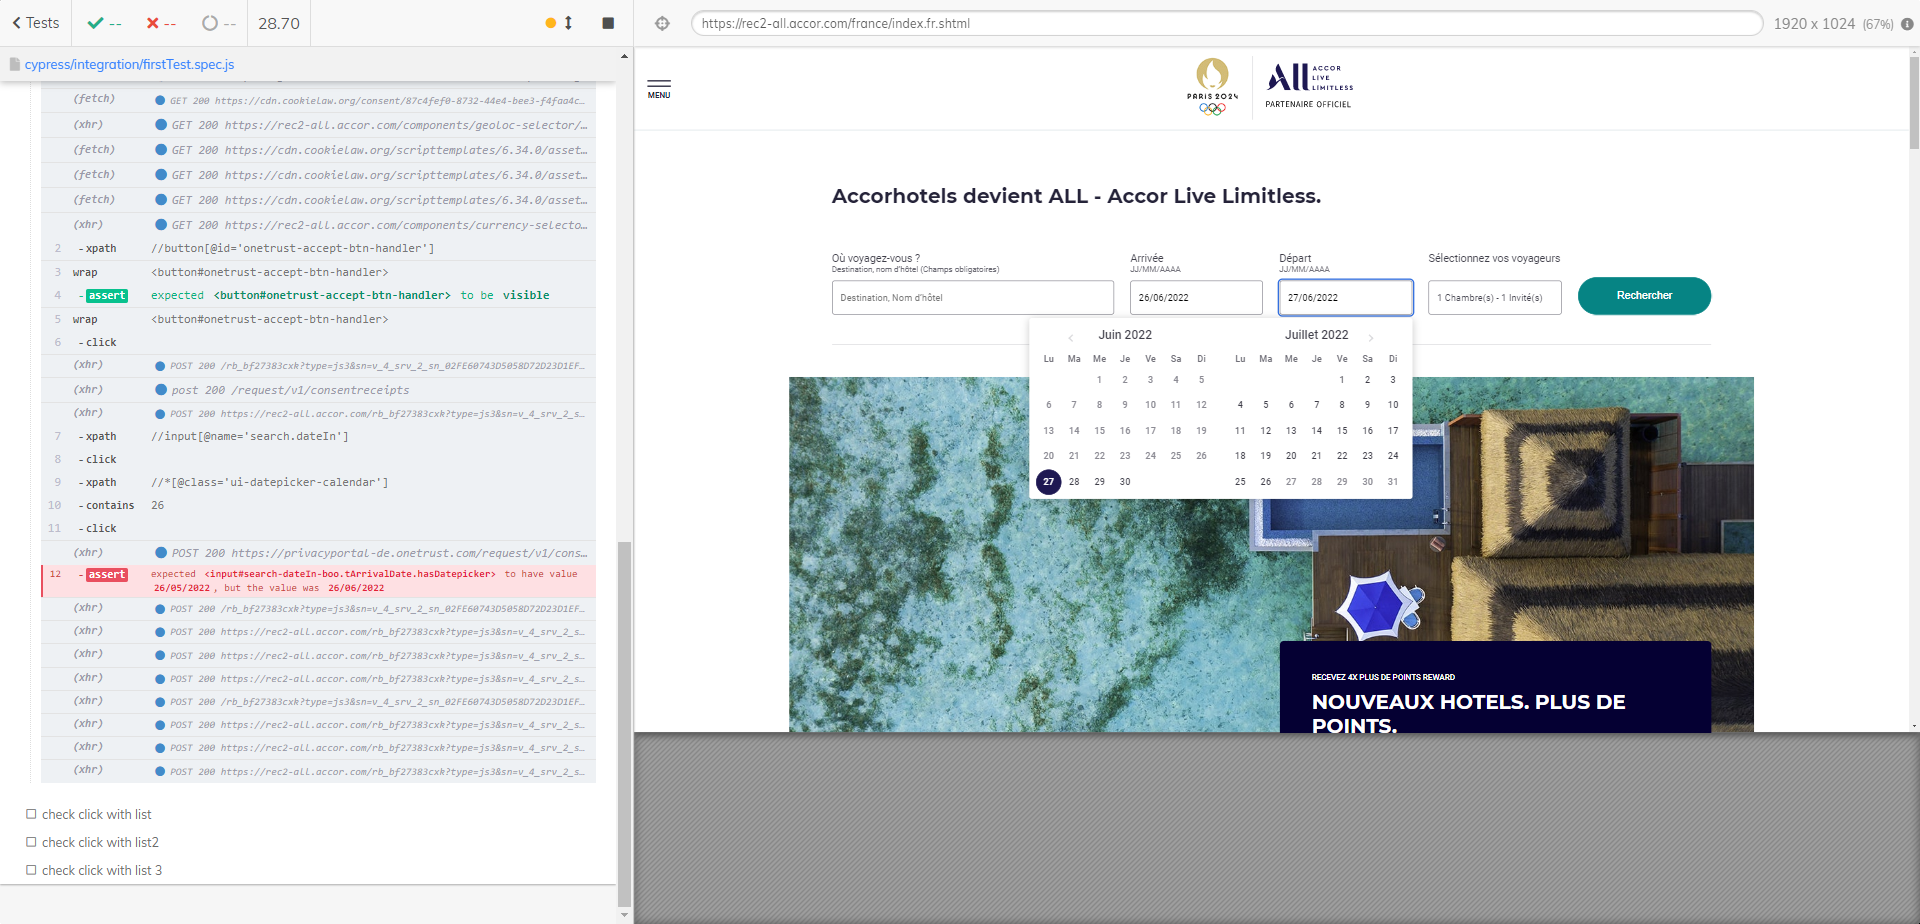 Tests
--
--
--
28.70
https://rec2-all.accor.com/france/index.fr.shtml
1920 x 1024 (67%)
cypress/integration/firstTest.spec.js
(fetch) GET 200 https://cdn.cookielaw.org/consent/87c4fef0-8732-44e4-bee3-f4faa4c…
(xhr) GET 200 https://rec2-all.accor.com/components/geoloc-selector/…
(fetch) GET 200 https://cdn.cookielaw.org/scripttemplates/6.34.0/asset…
(fetch) GET 200 https://cdn.cookielaw.org/scripttemplates/6.34.0/asset…
(fetch) GET 200 https://cdn.cookielaw.org/scripttemplates/6.34.0/asset…
(xhr) GET 200 https://rec2-all.accor.com/components/currency-selecto…
2 -xpath //button[@id='onetrust-accept-btn-handler']
3 wrap <button#onetrust-accept-btn-handler>
4 -assert expected <button#onetrust-accept-btn-handler> to be visible
5 wrap <button#onetrust-accept-btn-handler>
6 -click
(xhr) POST 200 /rb_bf27383cxk?type=js3&sn=v_4_srv_2_sn_02FE60743D5058D72D23D1EF…
(xhr) post 200 /request/v1/consentreceipts
(xhr) POST 200 https://rec2-all.accor.com/rb_bf27383cxk?type=js3&sn=v_4_srv_2_s…
7 -xpath //input[@name='search.dateIn']
8 -click
9 -xpath //*[@class='ui-datepicker-calendar']
10 -contains 26
11 -click
(xhr) POST 200 https://privacyportal-de.onetrust.com/request/v1/cons…
12 -assert expected <input#search-dateIn-boo.tArrivalDate.hasDatepicker> to have value
26/05/2022, but the value was 26/06/2022
(xhr) POST 200 /rb_bf27383cxk?type=js3&sn=v_4_srv_2_sn_02FE60743D5058D72D23D1EF…
(xhr) POST 200 https://rec2-all.accor.com/rb_bf27383cxk?type=js3&sn=v_4_srv_2_s…
(xhr) POST 200 https://rec2-all.accor.com/rb_bf27383cxk?type=js3&sn=v_4_srv_2_s…
(xhr) POST 200 https://rec2-all.accor.com/rb_bf27383cxk?type=js3&sn=v_4_srv_2_s…
(xhr) POST 200 /rb_bf27383cxk?type=js3&sn=v_4_srv_2_sn_02FE60743D5058D72D23D1EF…
(xhr) POST 200 https://rec2-all.accor.com/rb_bf27383cxk?type=js3&sn=v_4_srv_2_s…
(xhr) POST 200 https://rec2-all.accor.com/rb_bf27383cxk?type=js3&sn=v_4_srv_2_s…
(xhr) POST 200 https://rec2-all.accor.com/rb_bf27383cxk?type=js3&sn=v_4_srv_2_s…
check click with list
check click with list2
check click with list 3
MENU
PARIS 2024
ALL ACCOR
LIVE
LIMITLESS
PARTENAIRE OFFICIEL
Accorhotels devient ALL - Accor Live Limitless.
Où voyagez-vous ?
Destination, nom d'hôtel (Champs obligatoires)
Destination, Nom d'hôtel
Arrivée
JJ/MM/AAAA
26/06/2022
Départ
JJ/MM/AAAA
27/06/2022
Sélectionnez vos voyageurs
1 Chambre(s) - 1 Invité(s)
Rechercher
Juin 2022
Lu Ma Me Je Ve Sa Di
1 2 3 4 5
6 7 8 9 10 11 12
13 14 15 16 17 18 19
20 21 22 23 24 25 26
27 28 29 30
Juillet 2022
Lu Ma Me Je Ve Sa Di
1 2 3
4 5 6 7 8 9 10
11 12 13 14 15 16 17
18 19 20 21 22 23 24
25 26 27 28 29 30 31
RECEVEZ 4X PLUS DE POINTS REWARD
NOUVEAUX HOTELS. PLUS DE
POINTS.